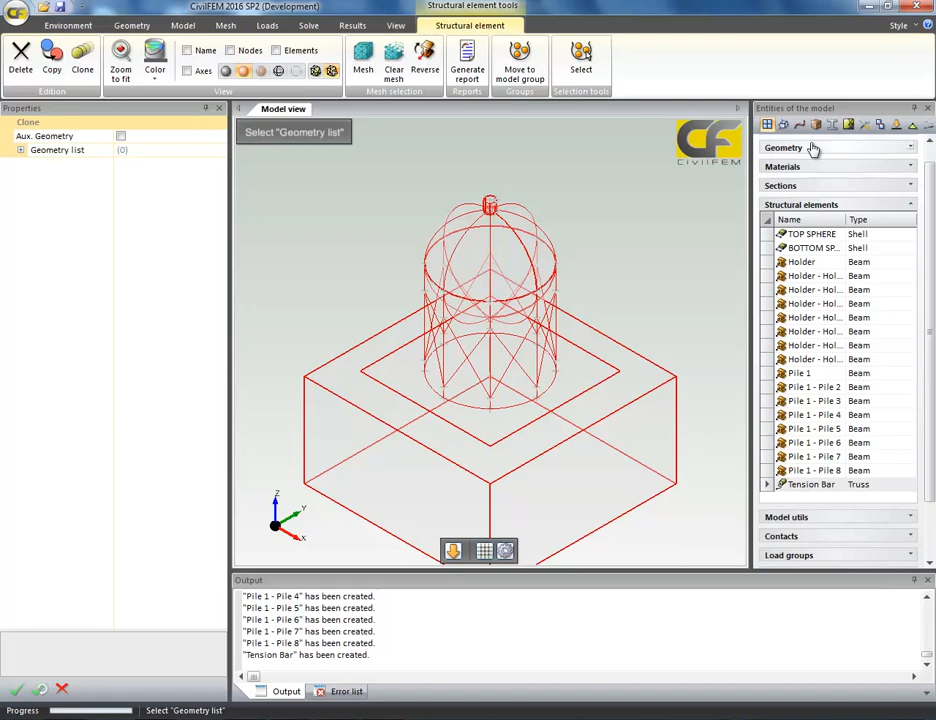 CivilFEM 2016 SP2 (Development)
Structural element tools
CF
Environment
Geometry
Model
Mesh
Loads
Solve
Results
View
Structural element
Style
Delete
Copy
Clone
Edition
Zoom to fit
Color
Name
Nodes
Elements
Axes
View
Mesh
Clear mesh
Reverse
Mesh selection
Generate report
Reports
Move to model group
Groups
Select
Selection tools
Properties
Clone
Aux. Geometry
Geometry list (0)
Model view
Select "Geometry list"
CIVILFEM
Z
Y
X
Entities of the model
Geometry
Materials
Sections
Structural elements
Name Type
TOP SPHERE Shell
BOTTOM SP... Shell
Holder Beam
Holder - Hol... Beam
Holder - Hol... Beam
Holder - Hol... Beam
Holder - Hol... Beam
Holder - Hol... Beam
Holder - Hol... Beam
Holder - Hol... Beam
Pile 1 Beam
Pile 1 - Pile 2 Beam
Pile 1 - Pile 3 Beam
Pile 1 - Pile 4 Beam
Pile 1 - Pile 5 Beam
Pile 1 - Pile 6 Beam
Pile 1 - Pile 7 Beam
Pile 1 - Pile 8 Beam
Tension Bar Truss
Model utils
Contacts
Load groups
Output
"Pile 1 - Pile 4" has been created.
"Pile 1 - Pile 5" has been created.
"Pile 1 - Pile 6" has been created.
"Pile 1 - Pile 7" has been created.
"Pile 1 - Pile 8" has been created.
"Tension Bar" has been created.
Output
Error list
Progress
Select "Geometry list"